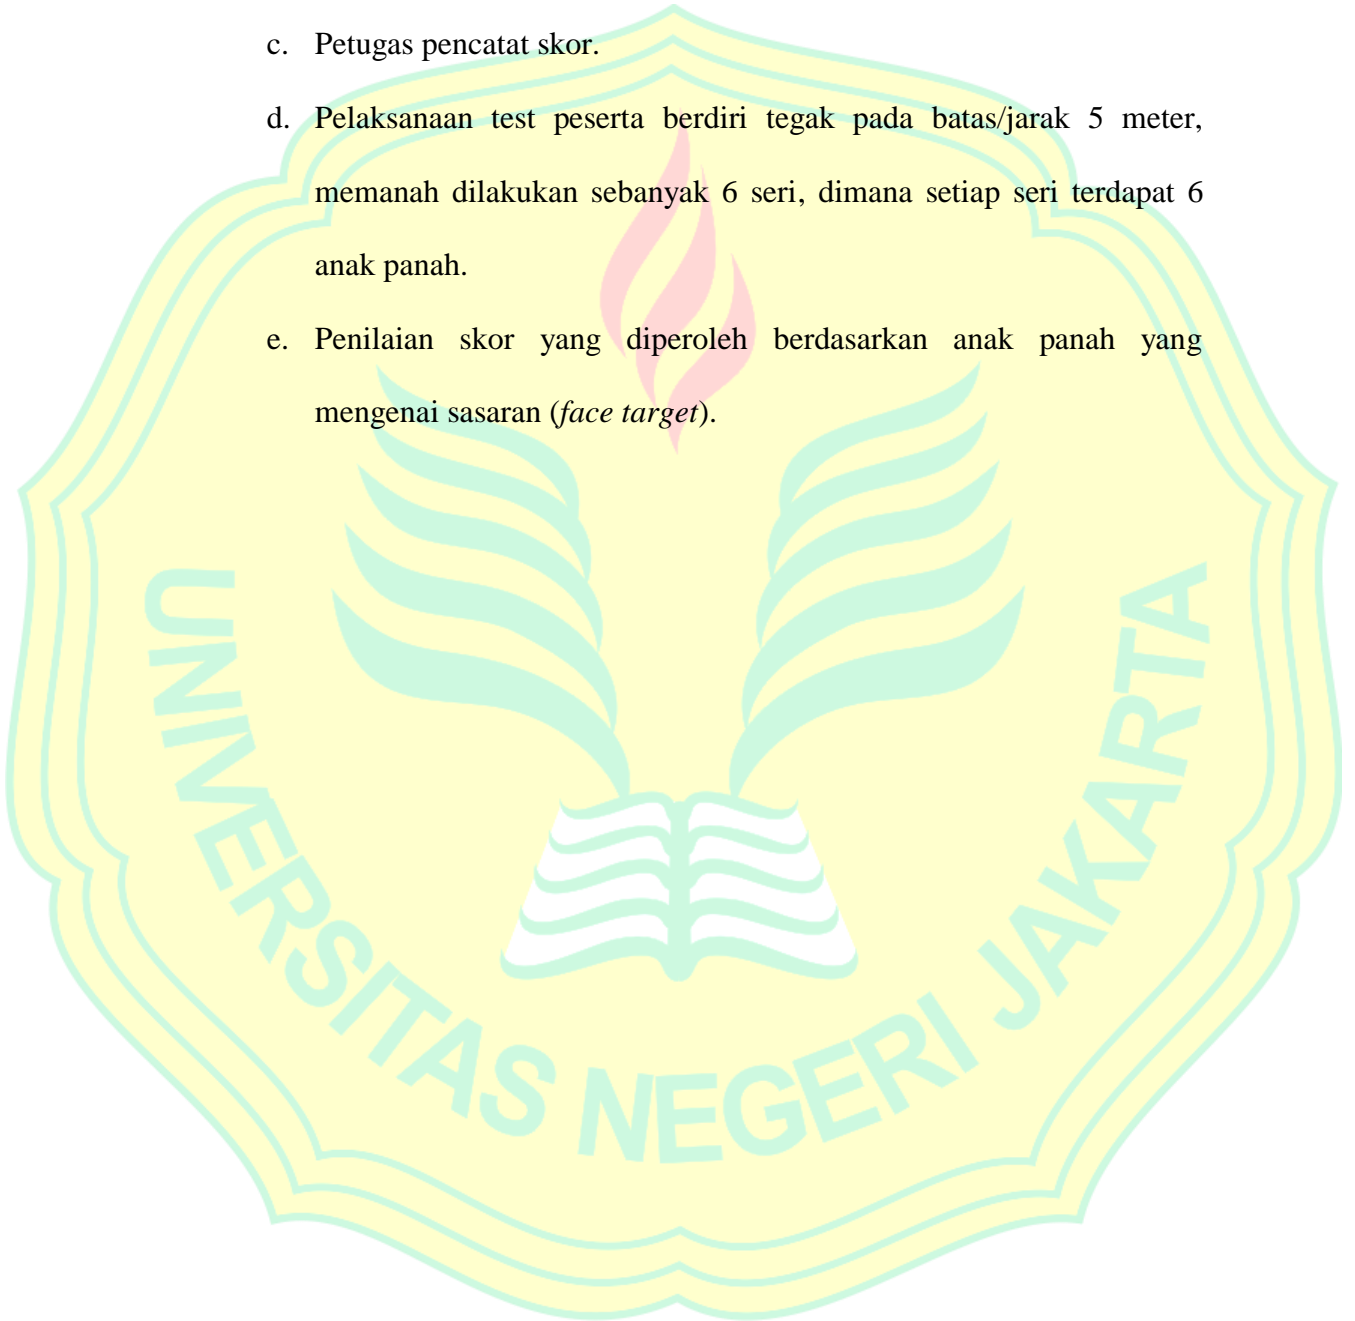 c. Petugas pencatat skor.
d. Pelaksanaan test peserta berdiri tegak pada batas/jarak 5 meter,
memanah dilakukan sebanyak 6 seri, dimana setiap seri terdapat 6
anak panah.
e. Penilaian skor yang diperoleh berdasarkan anak panah yang
mengenai sasaran (face target).
UNIVERSITAS NEGERI JAKARTA